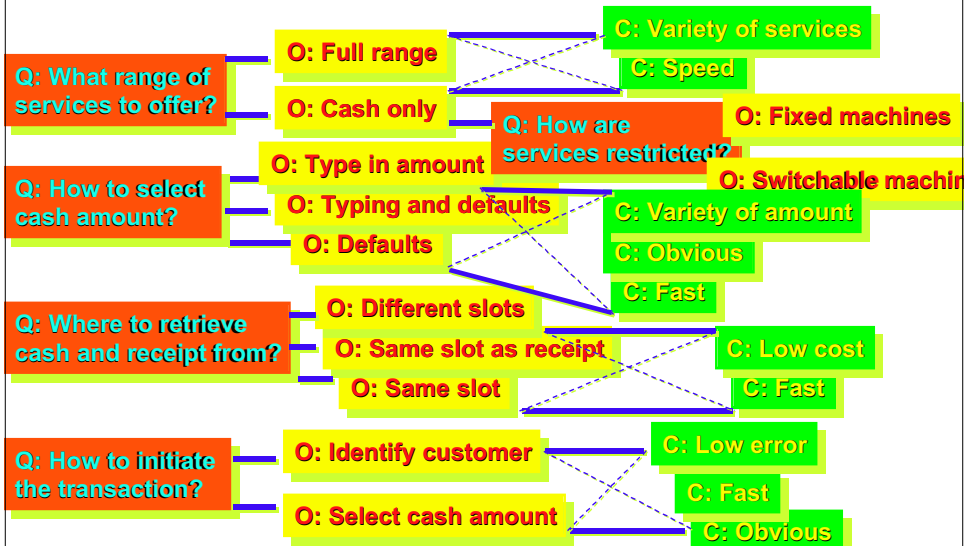 Q: What range of
services to offer?
O: Full range
O: Cash only
C: Variety of services
C: Speed
Q: How are
services restricted?
O: Fixed machines
O: Switchable machin
Q: How to select
cash amount?
O: Type in amount
O: Typing and defaults
O: Defaults
C: Variety of amount
C: Obvious
C: Fast
Q: Where to retrieve
cash and receipt from?
O: Different slots
O: Same slot as receipt
O: Same slot
C: Low cost
C: Fast
Q: How to initiate
the transaction?
O: Identify customer
O: Select cash amount
C: Low error
C: Fast
C: Obvious